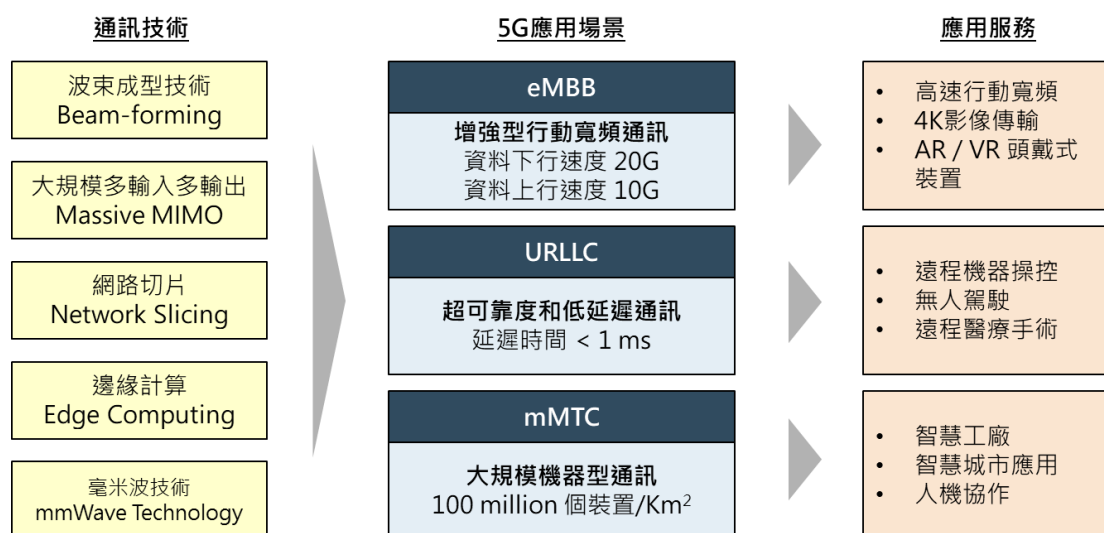 通訊技術
波束成型技術
Beam-forming
大規模多輸入多輸出
Massive MIMO
網路切片
Network Slicing
邊緣計算
Edge Computing
毫米波技術
mmWave Technology
5G應用場景
eMBB
增強型行動寬頻通訊
資料下行速度 20G
資料上行速度 10G
URLLC
超可靠度和低延遲通訊
延遲時間 < 1 ms
mMTC
大規模機器型通訊
100 million 個裝置/Km²
應用服務
• 高速行動寬頻
• 4K影像傳輸
• AR / VR 頭戴式
裝置
• 遠程機器操控
• 無人駕駛
• 遠程醫療手術
• 智慧工廠
• 智慧城市應用
• 人機協作